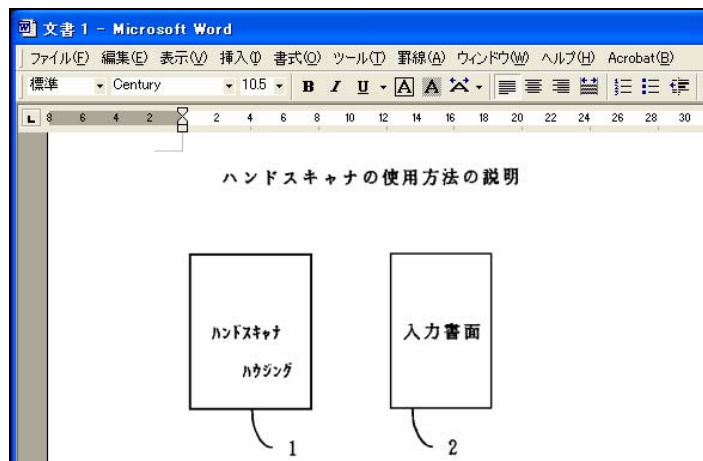 文書 1 - Microsoft Word
ファイル(F) 編集(E) 表示(V) 挿入(I) 書式(O) ツール(T) 罫線(A) ウィンドウ(W) ヘルプ(H) Acrobat(B)
標準 Century 10.5 B I U A A
8 6 4 2 2 4 6 8 10 12 14 16 18 20 22 24 26 28 30
ハンドスキャナの使用方法の説明
ハンドスキャナ
ハウジング
入力書面
1
2